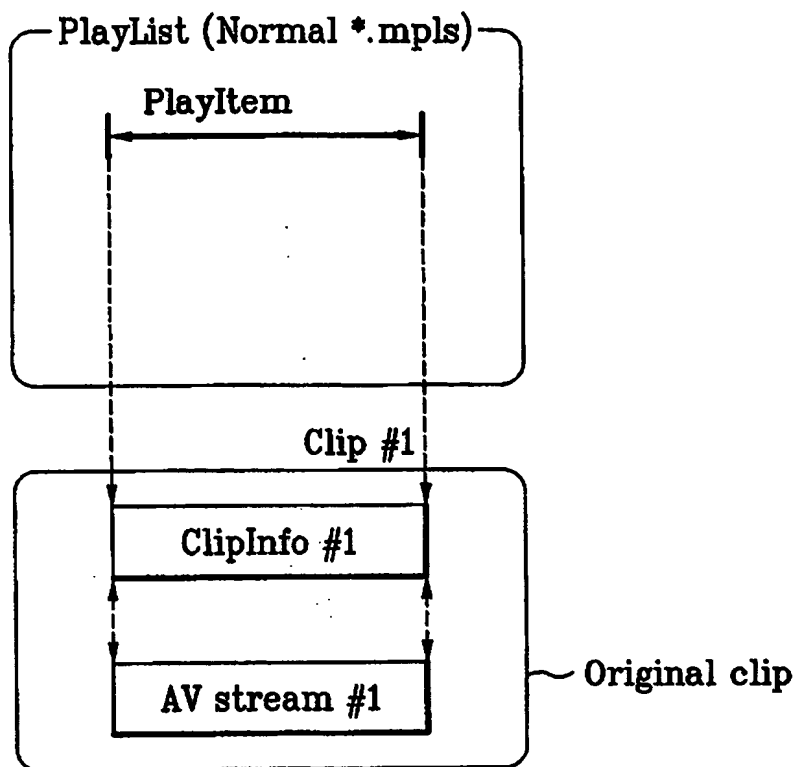 PlayList (Normal *.mpls)
PlayItem
Clip #1
ClipInfo #1
Original clip
AV stream #1